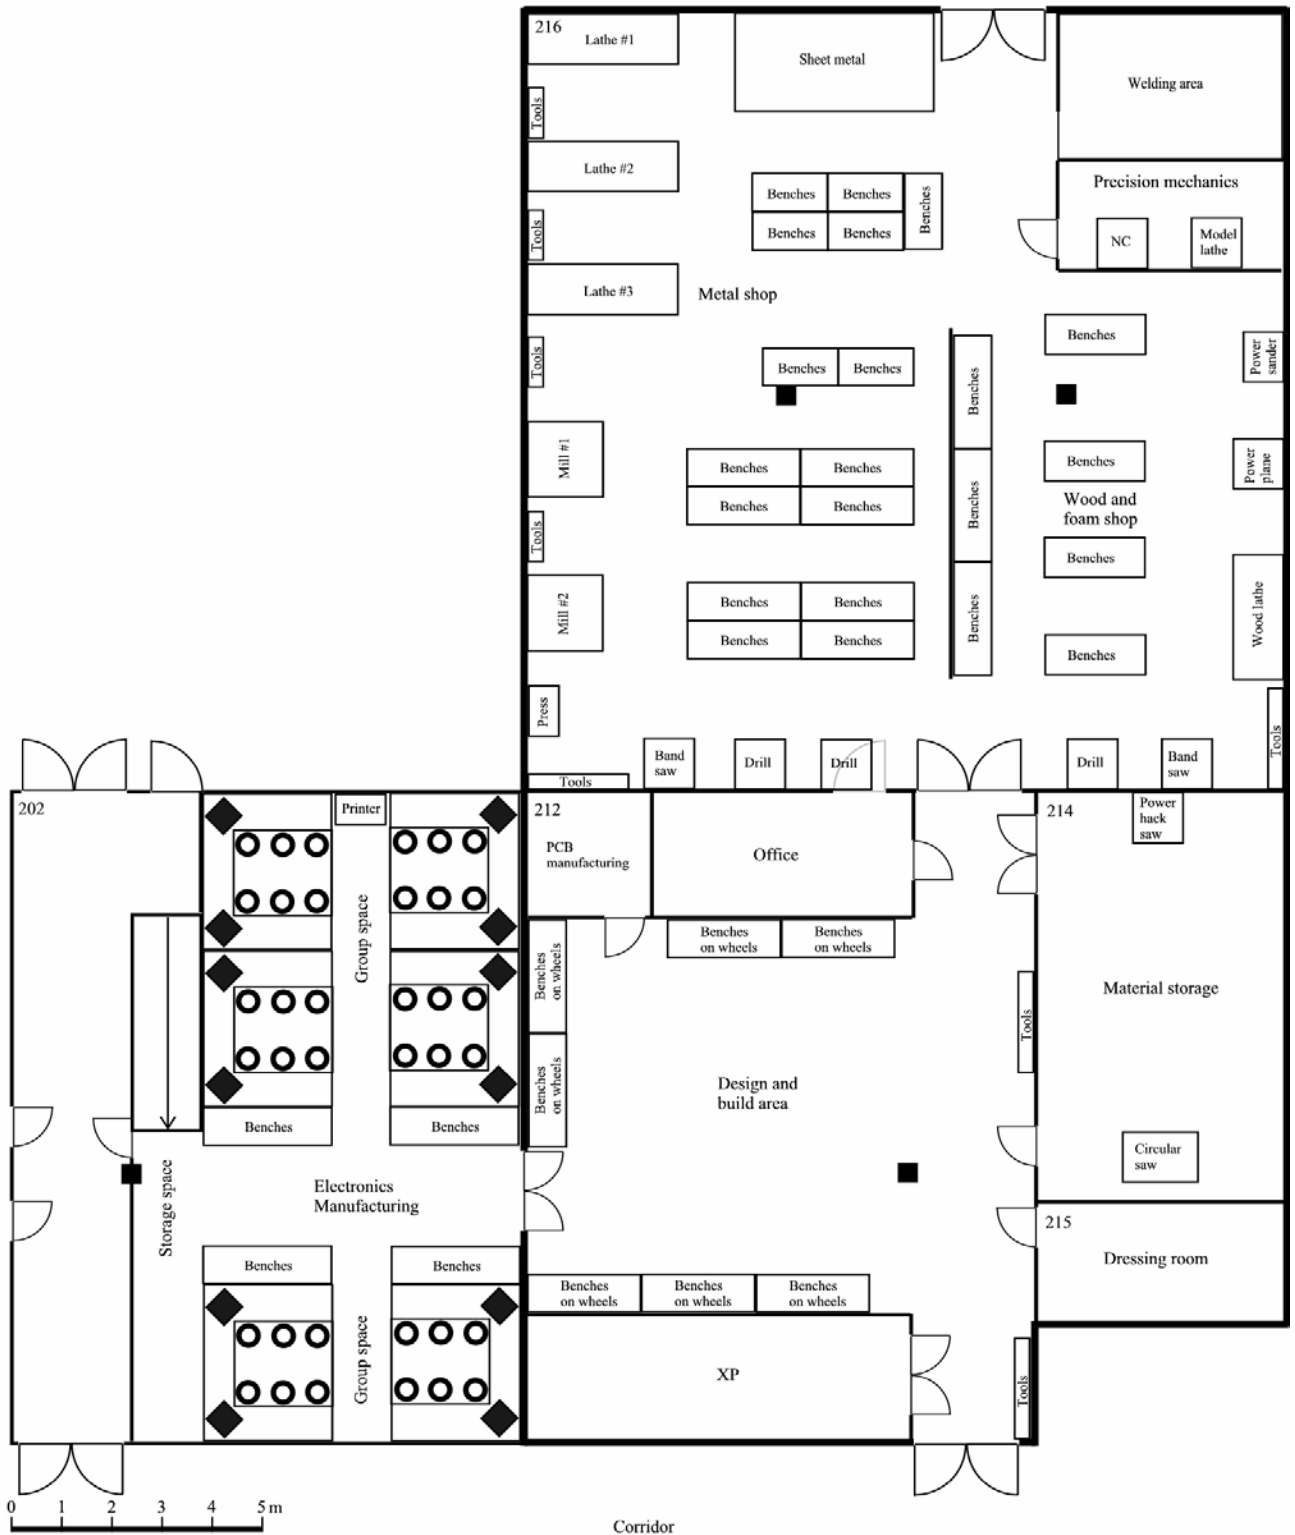 216
Lathe #1
Sheet metal
Welding area
Tools
Lathe #2
Benches
Benches
Benches
Benches
Benches
Precision mechanics
NC
Model
lathe
Tools
Lathe #3
Metal shop
Tools
Benches
Benches
Benches
Benches
Power
sander
Mill #1
Benches
Benches
Benches
Benches
Benches
Benches
Power
plane
Wood and
foam shop
Tools
Mill #2
Benches
Benches
Benches
Benches
Benches
Benches
Benches
Wood lathe
Press
Tools
Band
saw
Drill
Drill
Drill
Band
saw
Tools
202
Printer
212
PCB
manufacturing
Office
214
Power
hack
saw
Group space
Benches
on wheels
Benches
on wheels
Benches
on wheels
Benches
on wheels
Tools
Material storage
Design and
build area
Benches
Benches
Circular
saw
Storage space
Electronics
Manufacturing
215
Dressing room
Benches
Benches
Benches
on wheels
Benches
on wheels
Benches
on wheels
Group space
XP
Tools
0 1 2 3 4 5 m
Corridor